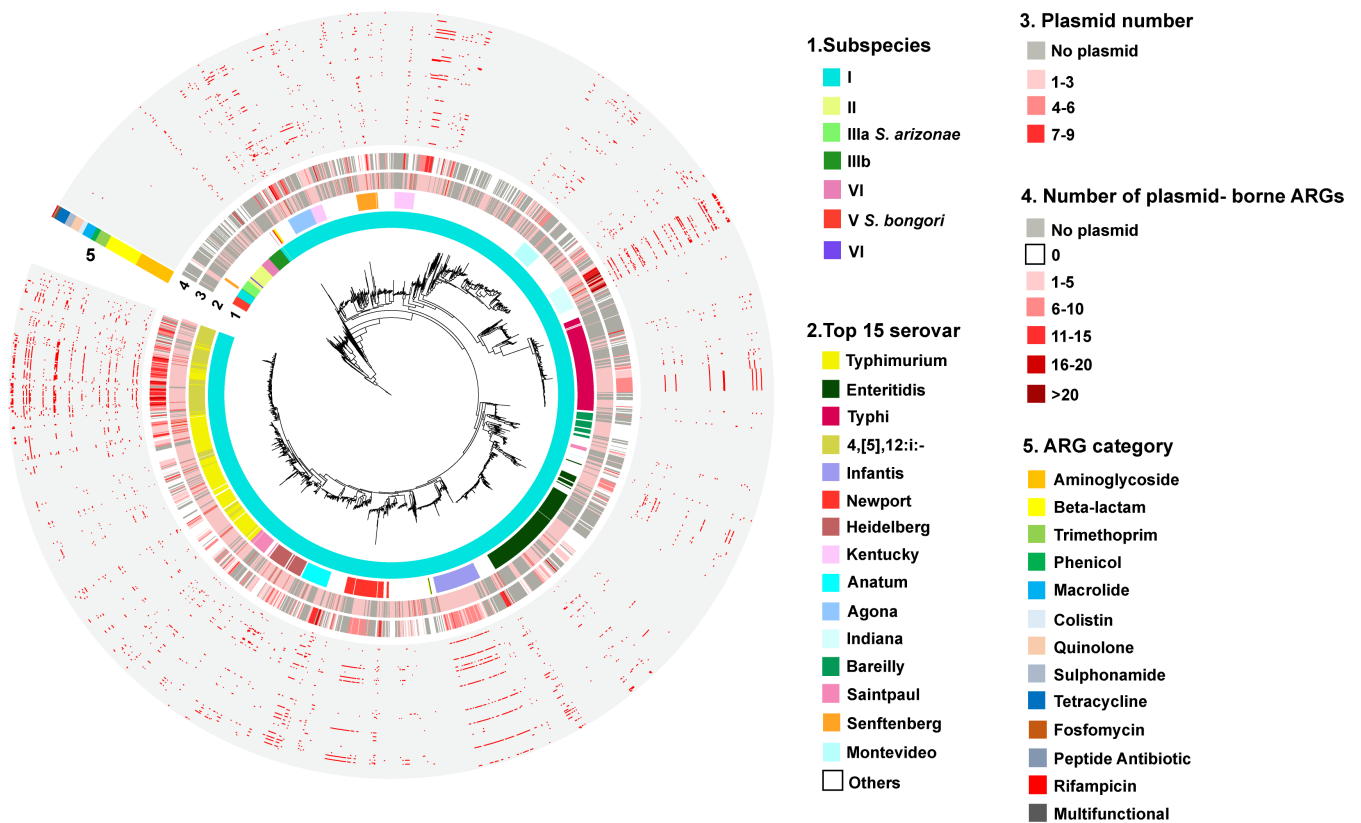 5
4
3
2
1
1.Subspecies
I
II
IIIa S. arizonae
IIIb
VI
V S. bongori
VI
2.Top 15 serovar
Typhimurium
Enteritidis
Typhi
4,[5],12:i:-
Infantis
Newport
Heidelberg
Kentucky
Anatum
Agona
Indiana
Bareilly
Saintpaul
Senftenberg
Montevideo
Others
3. Plasmid number
No plasmid
1-3
4-6
7-9
4. Number of plasmid- borne ARGs
No plasmid
0
1-5
6-10
11-15
16-20
>20
5. ARG category
Aminoglycoside
Beta-lactam
Trimethoprim
Phenicol
Macrolide
Colistin
Quinolone
Sulphonamide
Tetracycline
Fosfomycin
Peptide Antibiotic
Rifampicin
Multifunctional